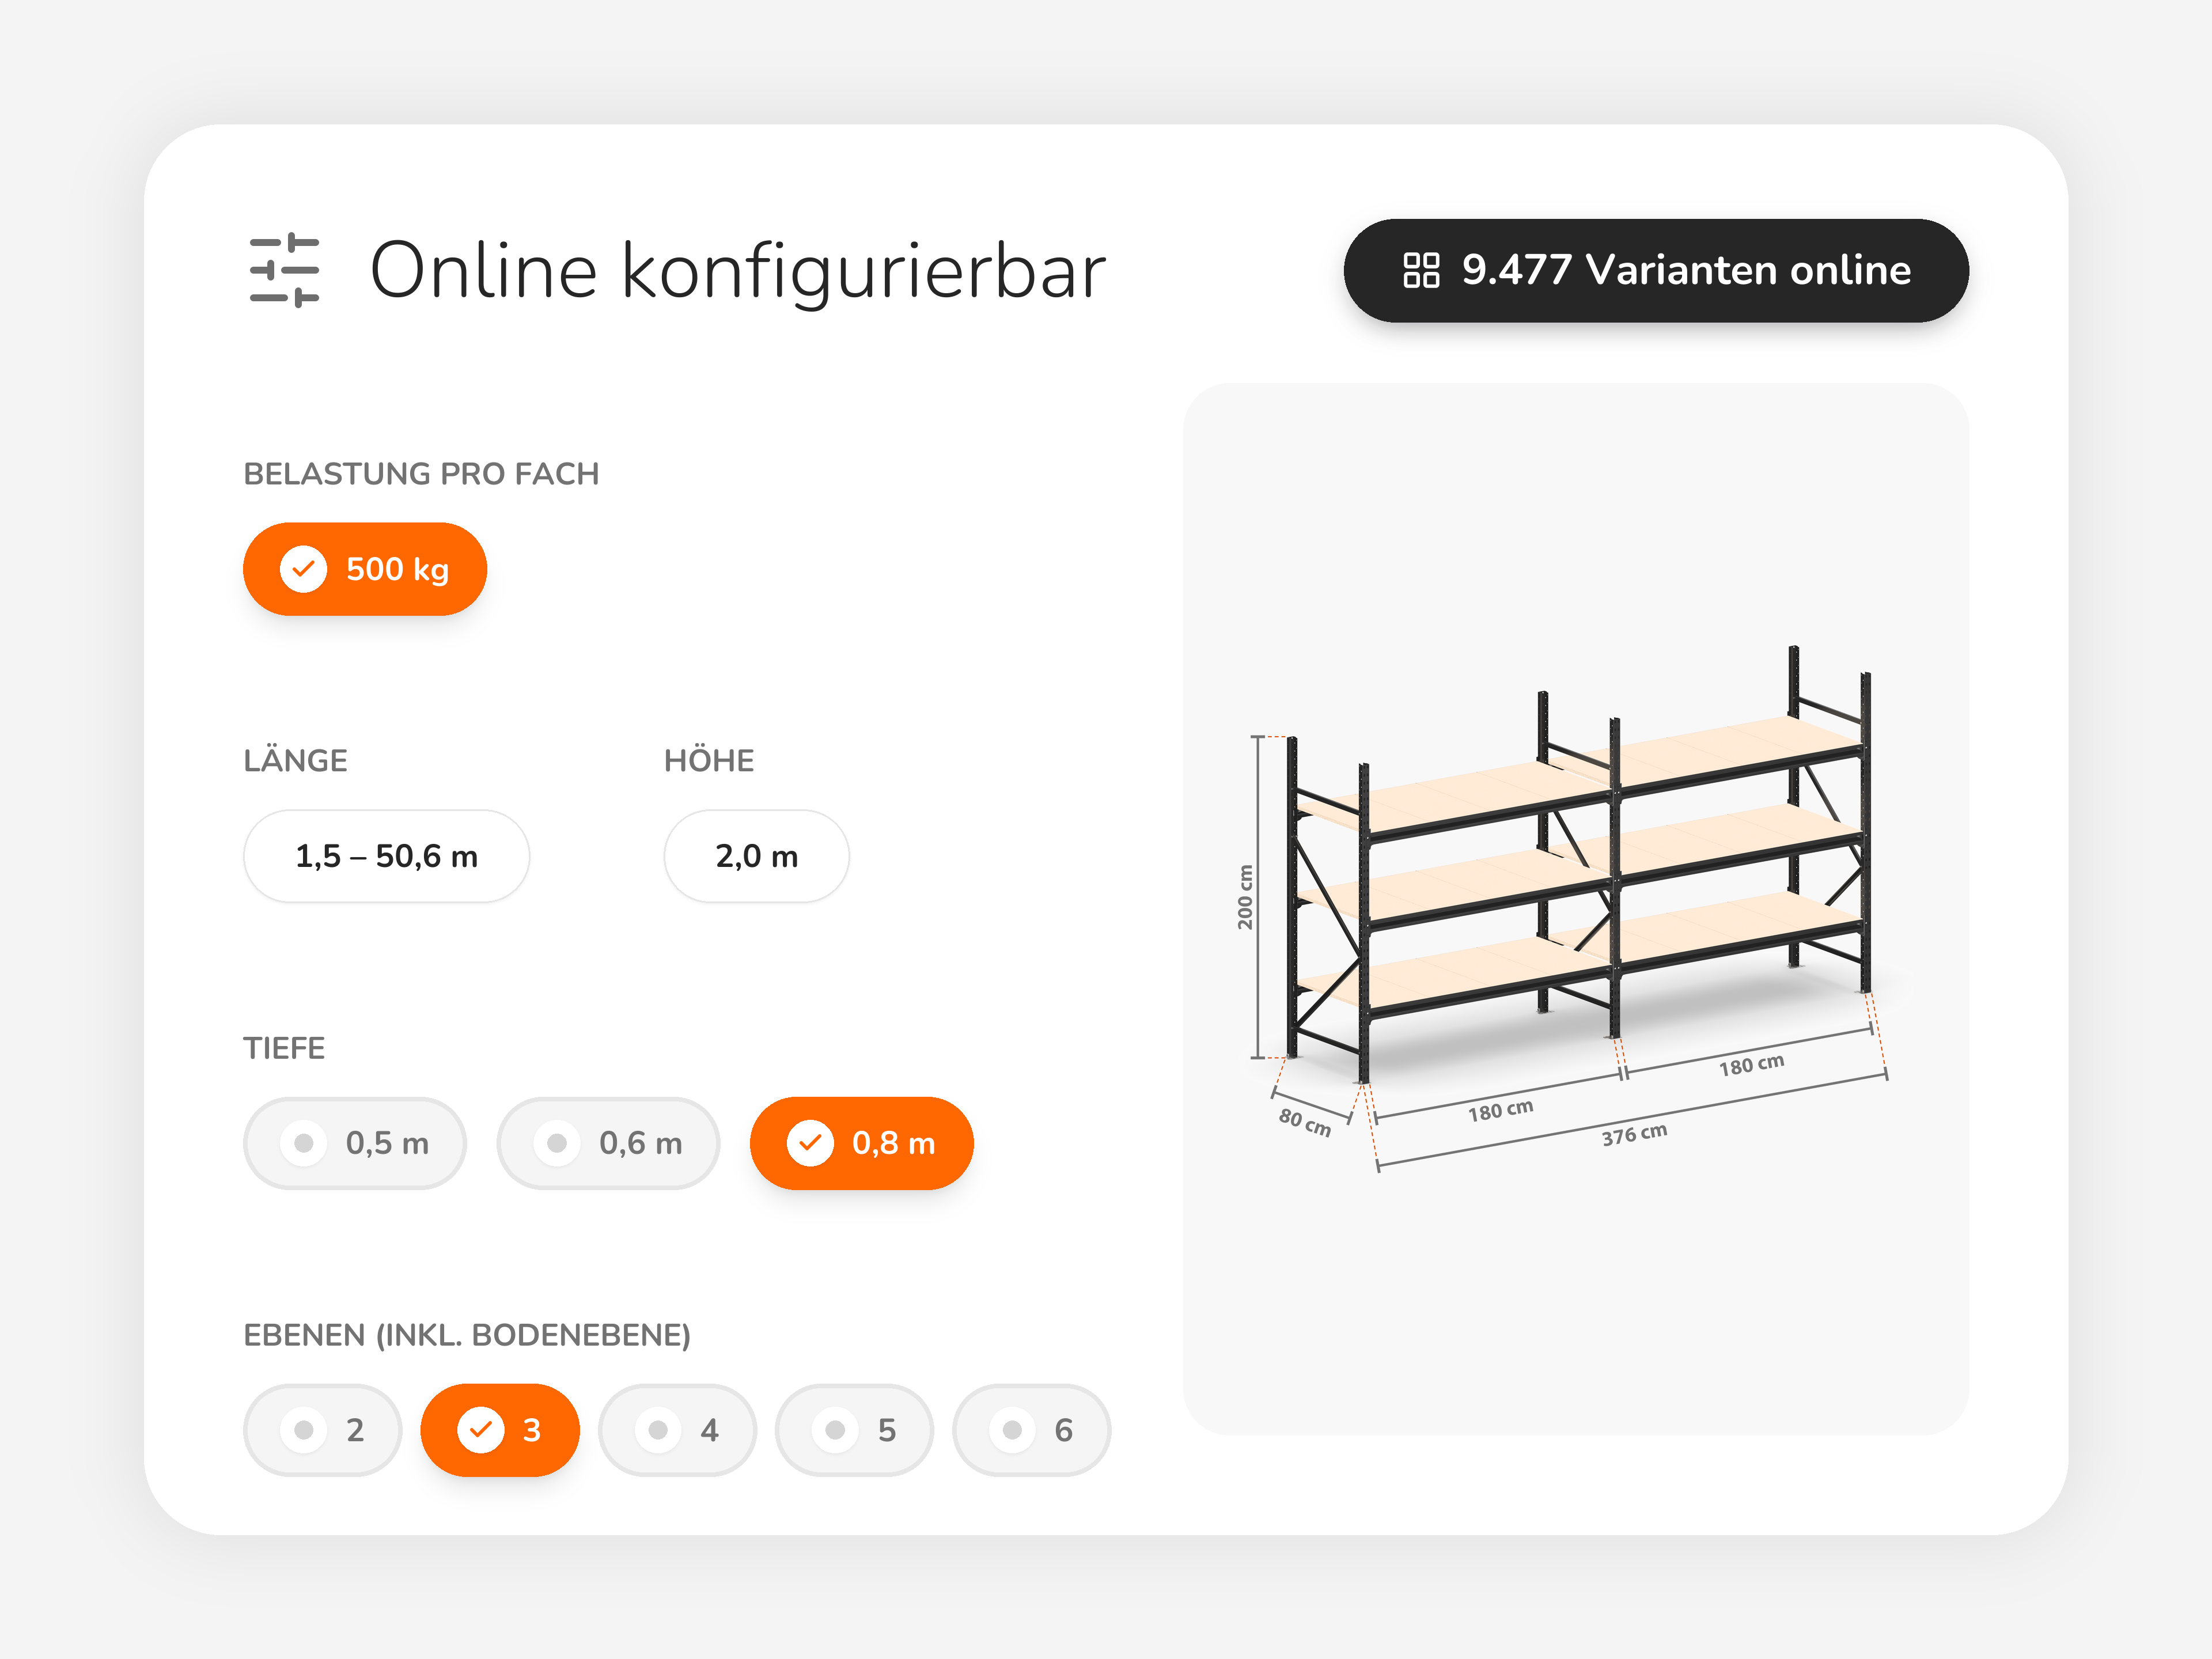 Online konfigurierbar
9.477 Varianten online
BELASTUNG PRO FACH
500 kg
LÄNGE
HÖHE
1,5 – 50,6 m
2,0 m
TIEFE
0,5 m
0,6 m
0,8 m
EBENEN (INKL. BODENEBENE)
2
3
4
5
6
200 cm
80 cm
180 cm
180 cm
376 cm